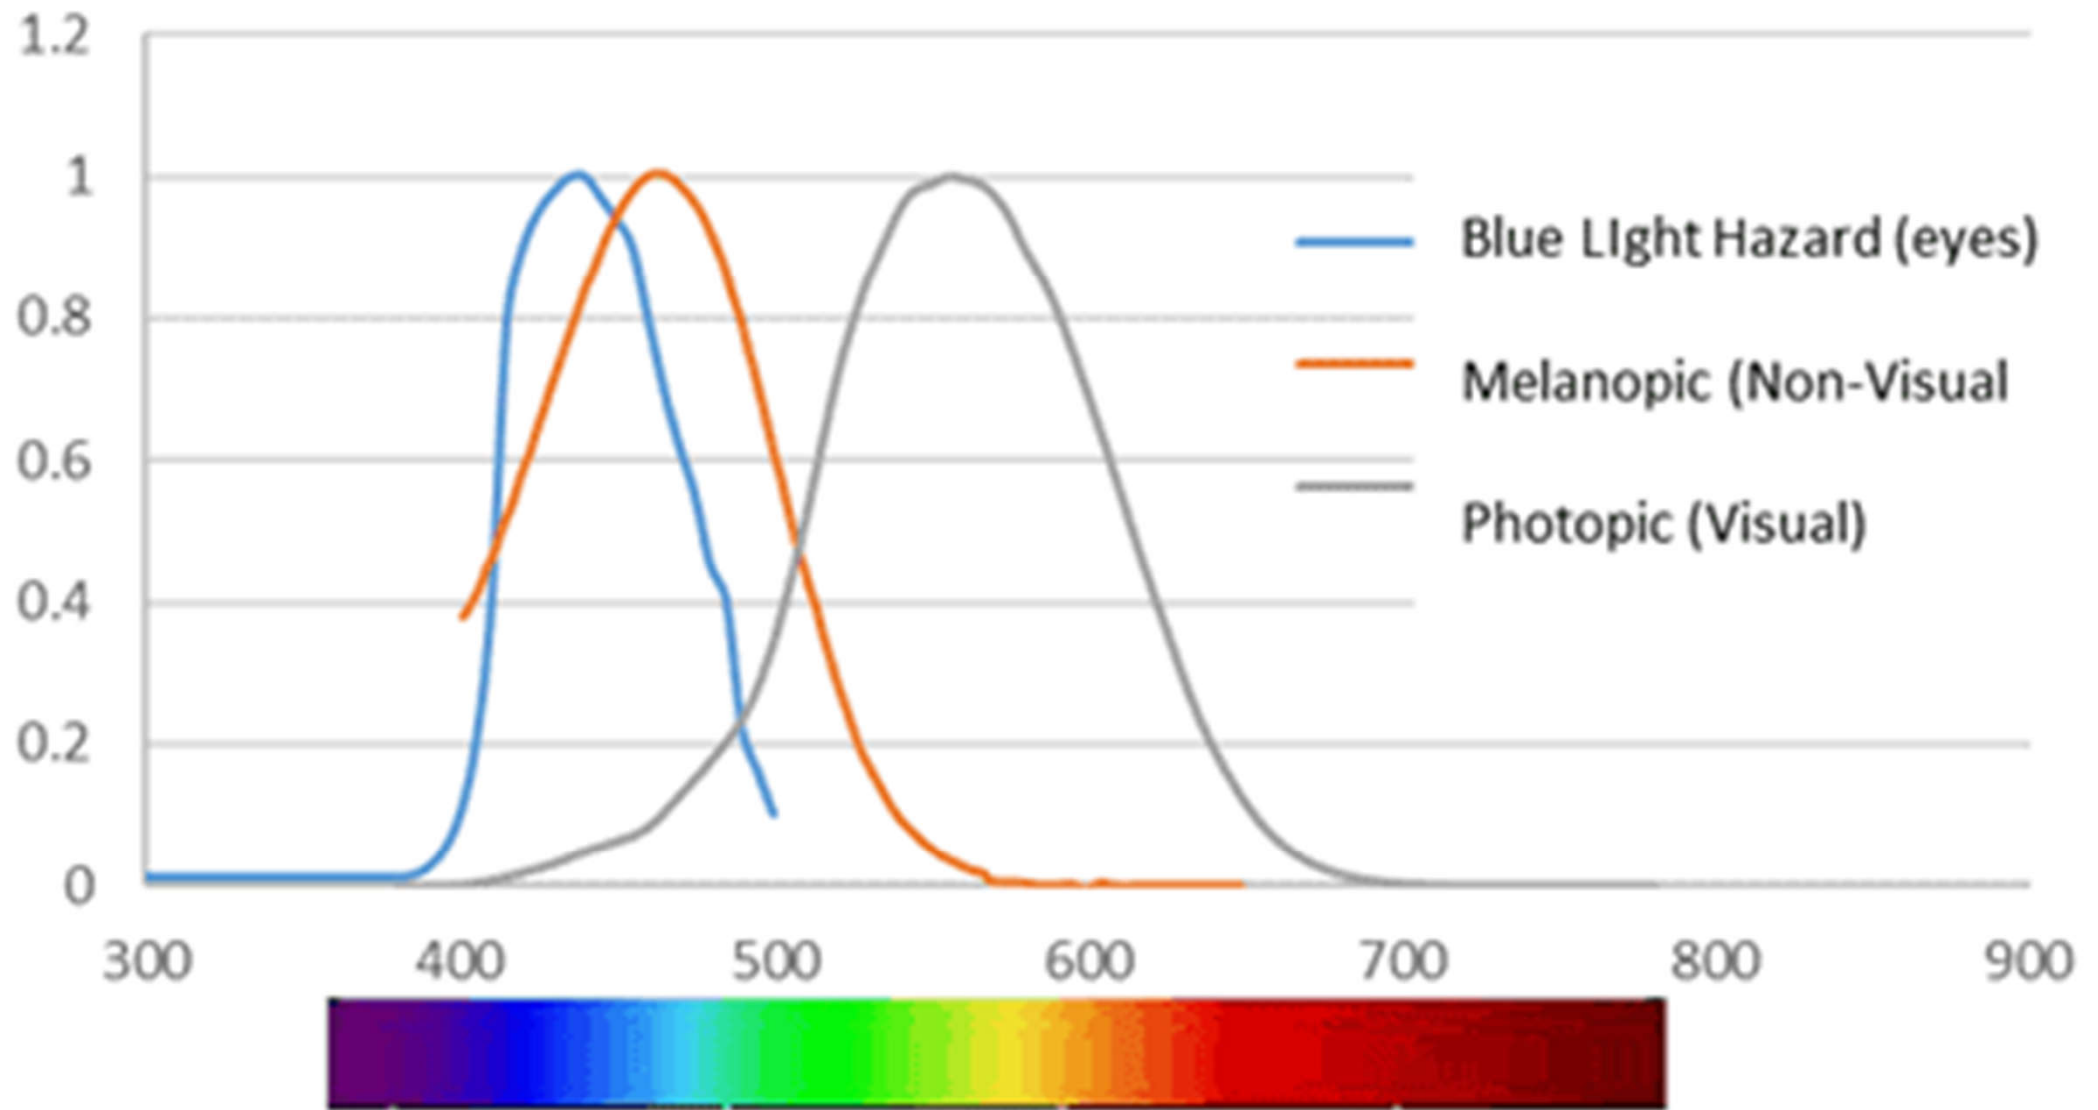 1.2
1
0.8
0.6
0.4
0.2
0
Blue LIght Hazard (eyes)
Melanopic (Non-Visual
Photopic (Visual)
300 400 500 600 700 800 900